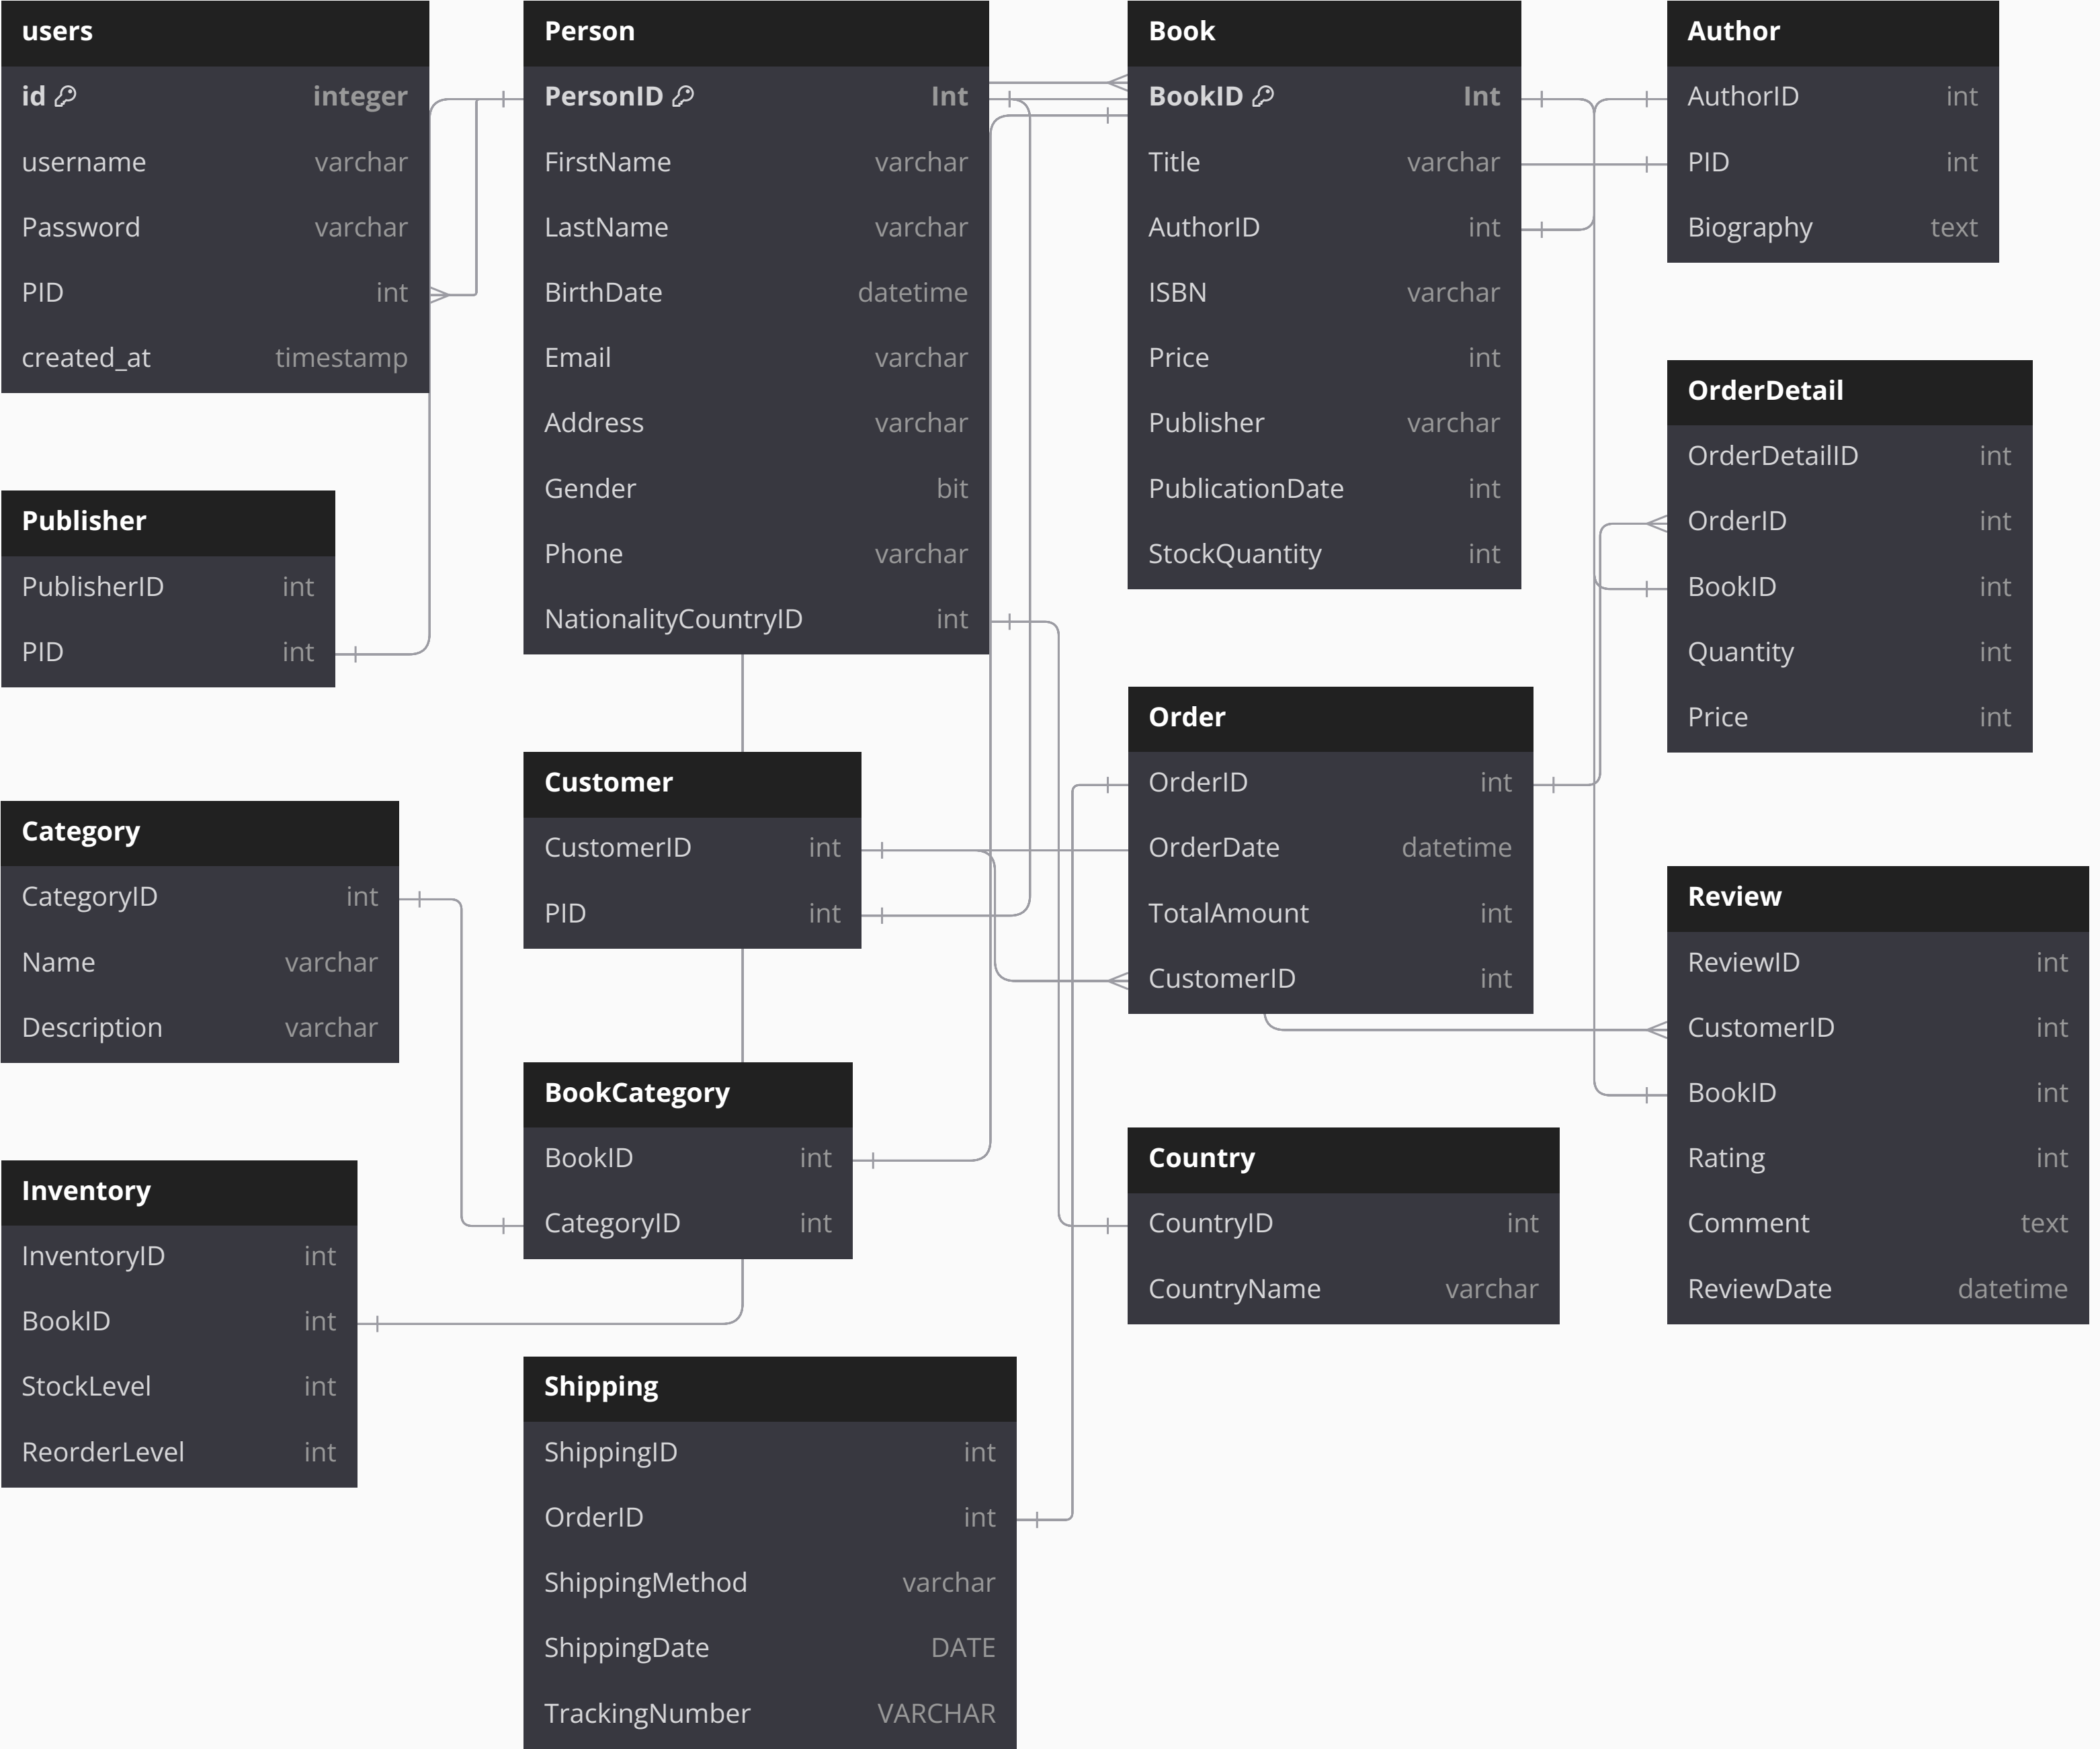 users
id integer
username varchar
Password varchar
PID int
created_at timestamp
Person
PersonID Int
FirstName varchar
LastName varchar
BirthDate datetime
Email varchar
Address varchar
Gender bit
Phone varchar
NationalityCountryID int
Book
BookID Int
Title varchar
AuthorID int
ISBN varchar
Price int
Publisher varchar
PublicationDate int
StockQuantity int
Author
AuthorID int
PID int
Biography text
OrderDetail
OrderDetailID int
OrderID int
BookID int
Quantity int
Price int
Publisher
PublisherID int
PID int
Customer
CustomerID int
PID int
Order
OrderID int
OrderDate datetime
TotalAmount int
CustomerID int
Category
CategoryID int
Name varchar
Description varchar
Review
ReviewID int
CustomerID int
BookID int
Rating int
Comment text
ReviewDate datetime
BookCategory
BookID int
CategoryID int
Country
CountryID int
CountryName varchar
Inventory
InventoryID int
BookID int
StockLevel int
ReorderLevel int
Shipping
ShippingID int
OrderID int
ShippingMethod varchar
ShippingDate DATE
TrackingNumber VARCHAR